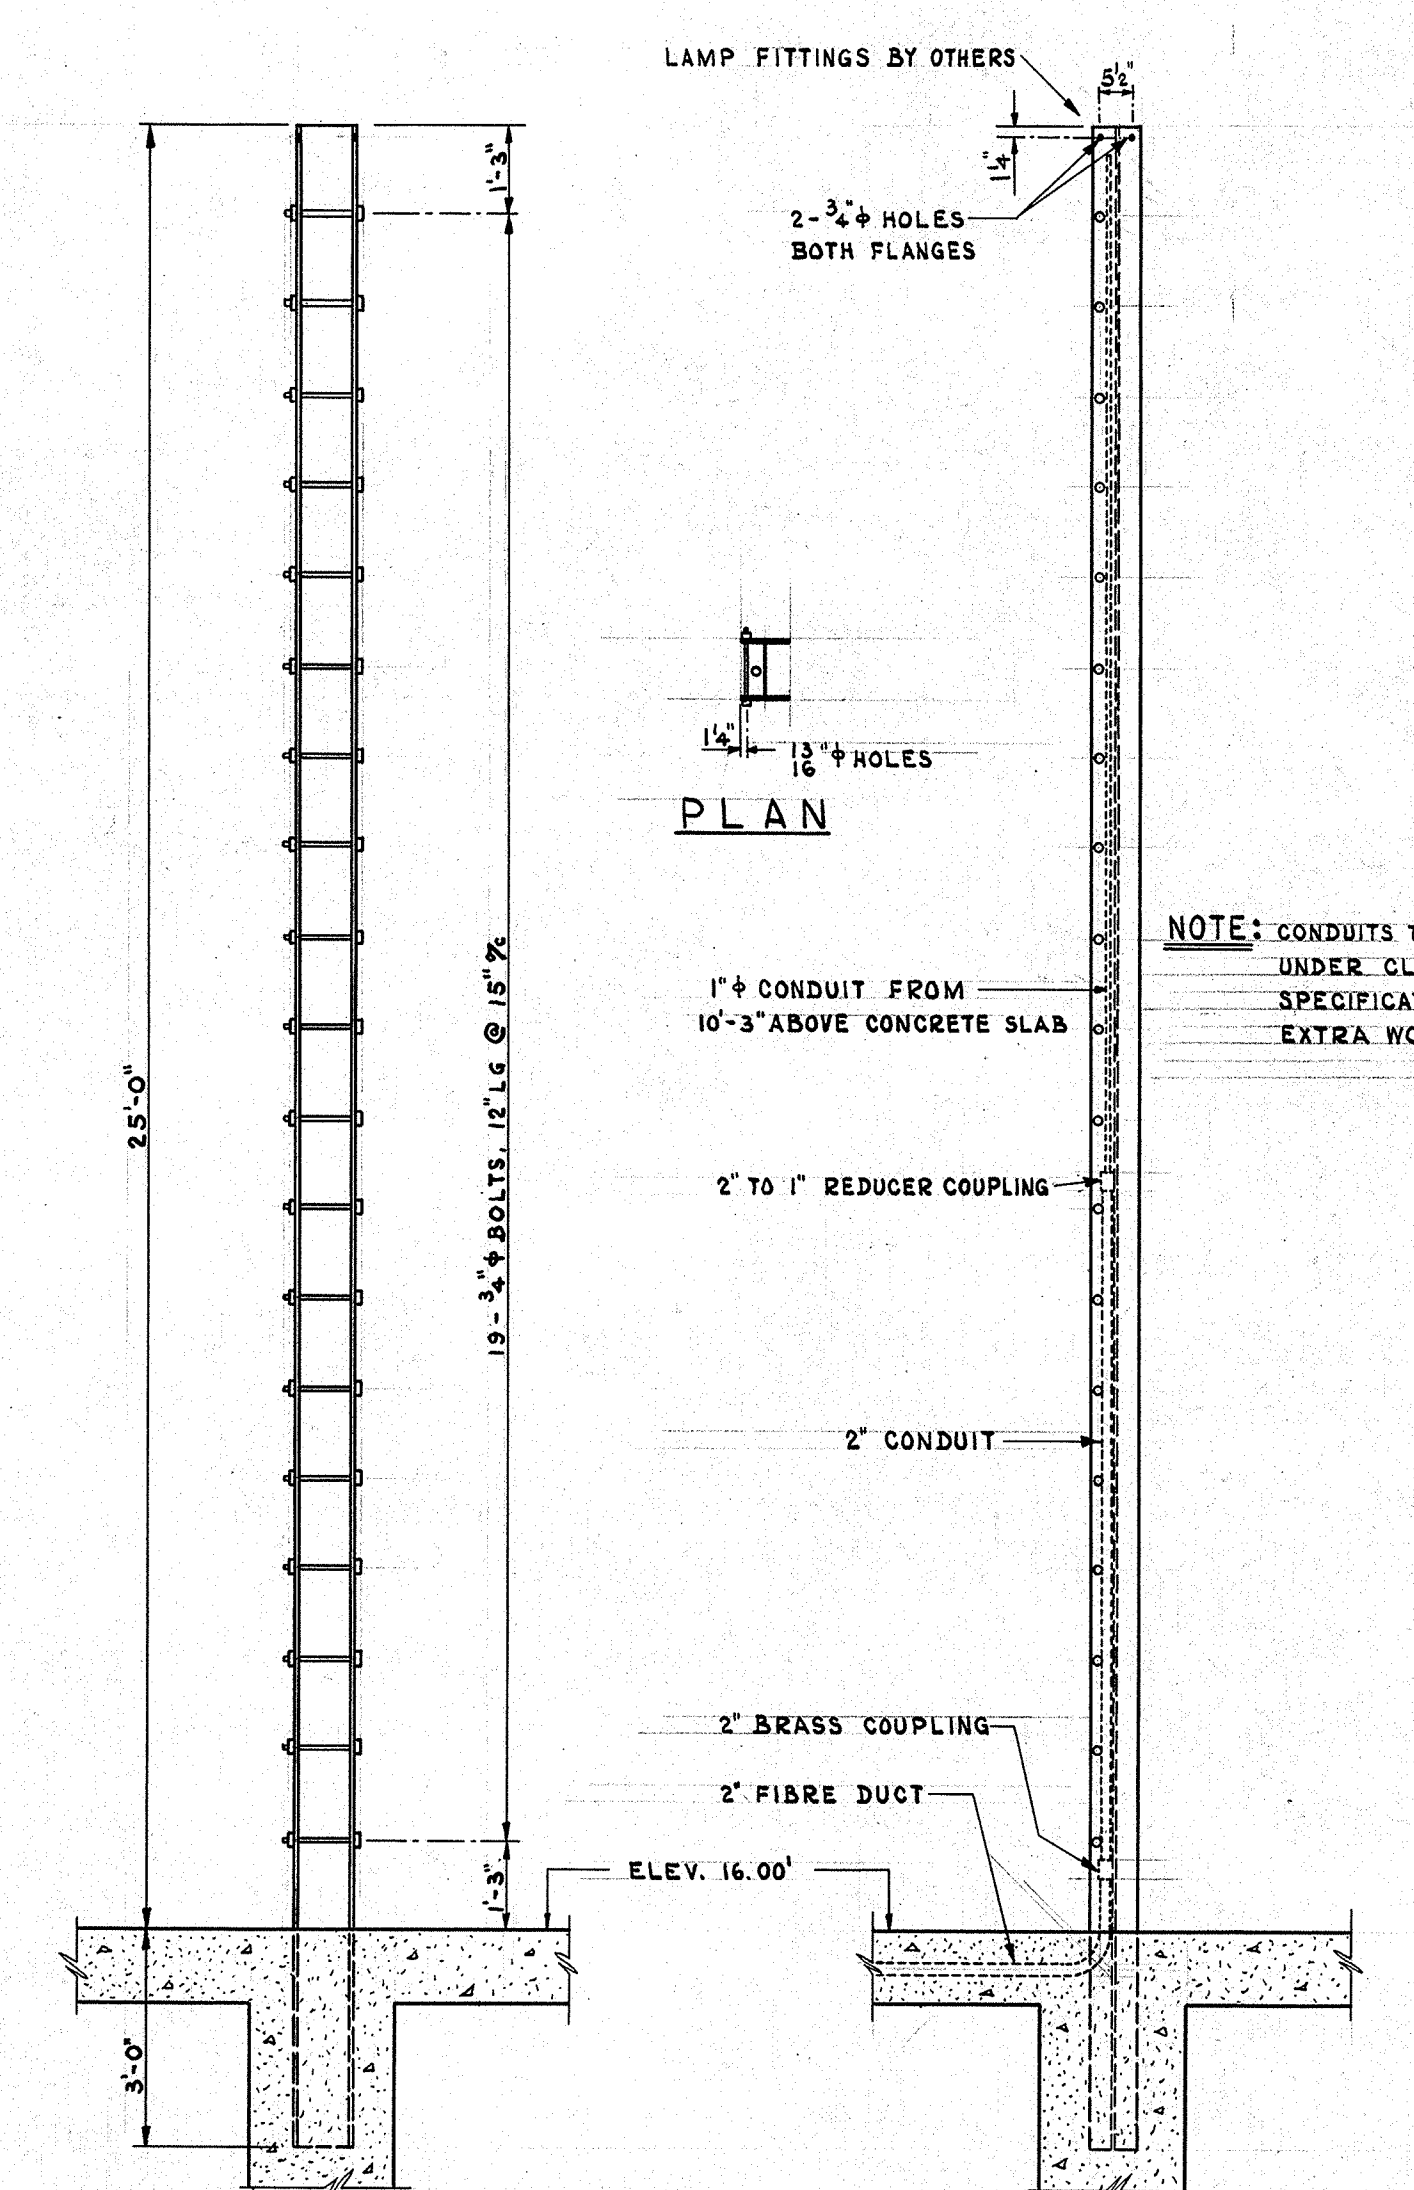 LAMP FITTINGS BY OTHERS
5½"
1'-3"
1¼"
2-¾"ϕ HOLES
BOTH FLANGES
1¼"
13/16"ϕ HOLES
PLAN
NOTE: CONDUITS T
UNDER CL
SPECIFICA
EXTRA WO
1"ϕ CONDUIT FROM
10'-3" ABOVE CONCRETE SLAB
25'-0"
19-¾"ϕ BOLTS, 12" LG @ 15" %
2" TO 1" REDUCER COUPLING
2" CONDUIT
2" BRASS COUPLING
2" FIBRE DUCT
ELEV. 16.00'
1'-3"
3'-0"